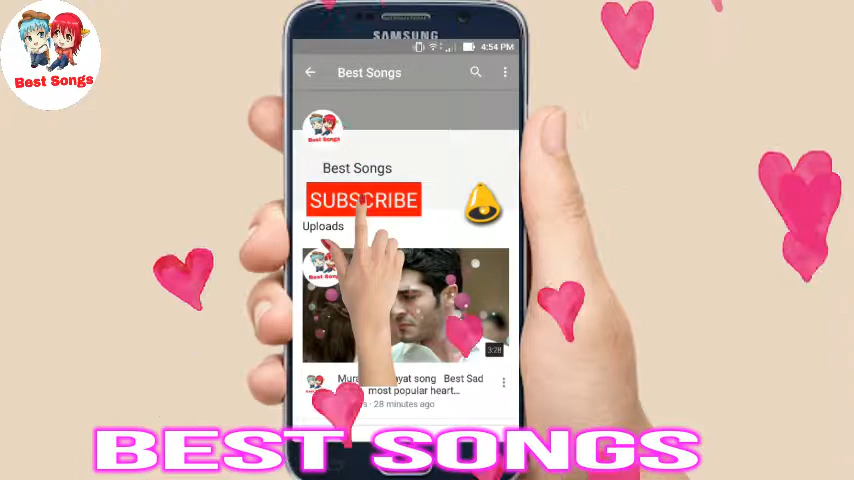 Best Songs
SAMSUNG
4:54 PM
Best Songs
Best Songs
Best Songs
SUBSCRIBE
Uploads
Best Songs
3:28
song Best Sad
most popular heart...
28 minutes ago
BEST SONGS